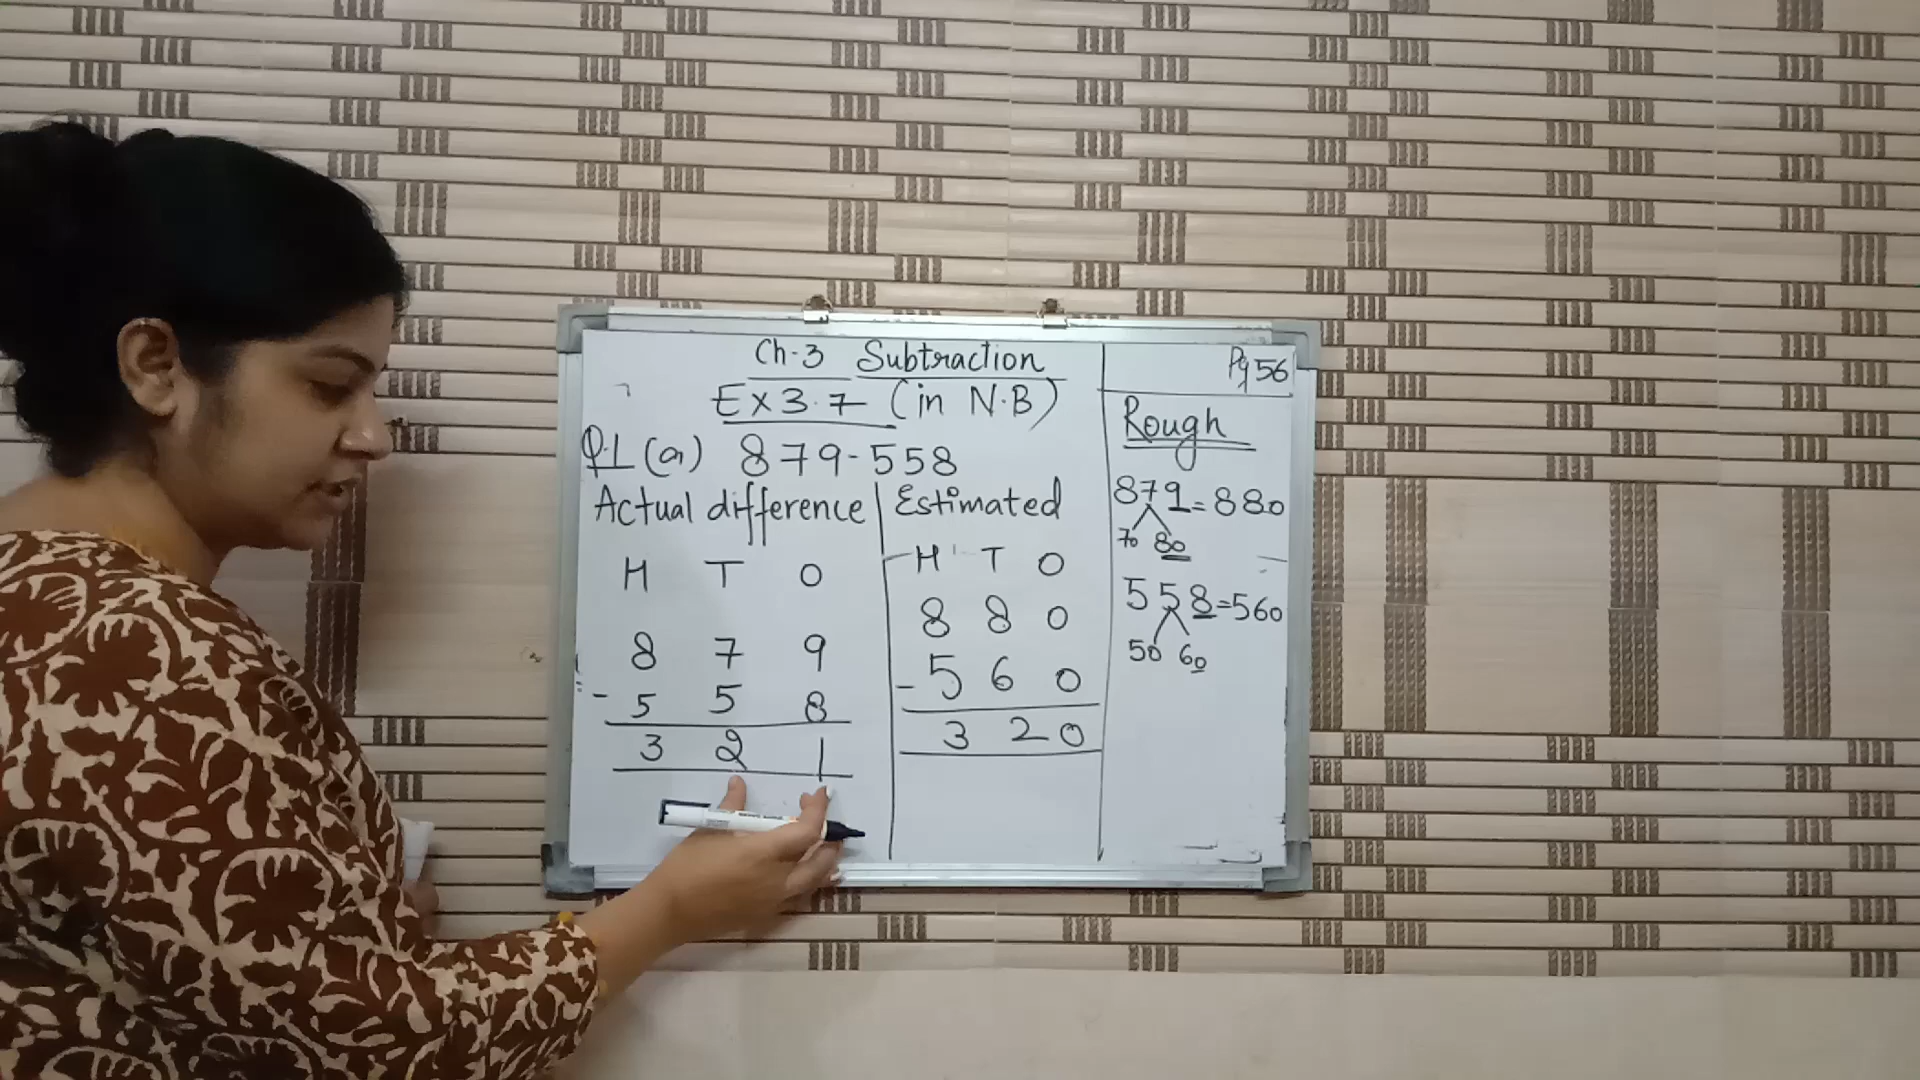 Ch-3 Subtraction
Ex 3.7 (in N.B)
Q.1 (a) 879-558
Actual difference
H T O
8 7 9
- 5 5 8
3 2 1
Estimated
H T O
8 8 0
- 5 6 0
3 2 0
Pg 56
Rough
879=880
70 80
558=560
50 60